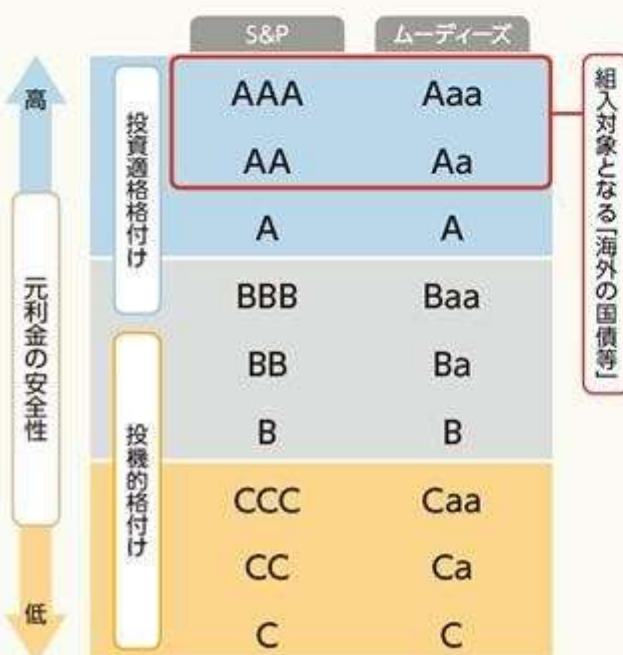 S&P ムーディーズ
高
元利金の安全性
低
投資適格格付け
投機的格付け
AAA Aaa
AA Aa
A A
BBB Baa
BB Ba
B B
CCC Caa
CC Ca
C C
組入対象となる「海外の国債等」